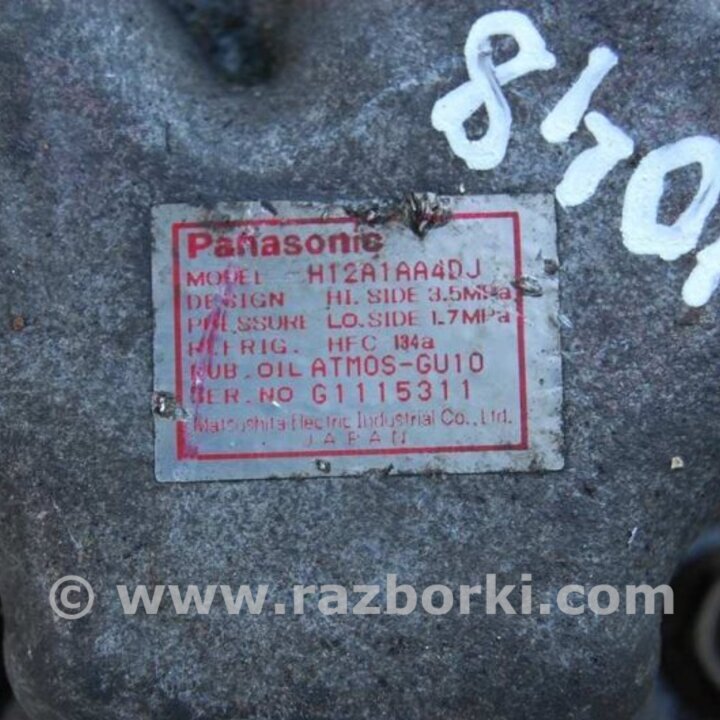 Panasonic
MODEL H12A1AA4DJ
DESIGN HI. SIDE 3.5MPa
PRESSURE LO. SIDE 1.7MPa
REFRIG. HFC 134a
RUB. OIL ATMOS-GU10
SER. NO G1115311
Matsushita Electric Industrial Co., Ltd.
JAPAN
© www.razborki.com